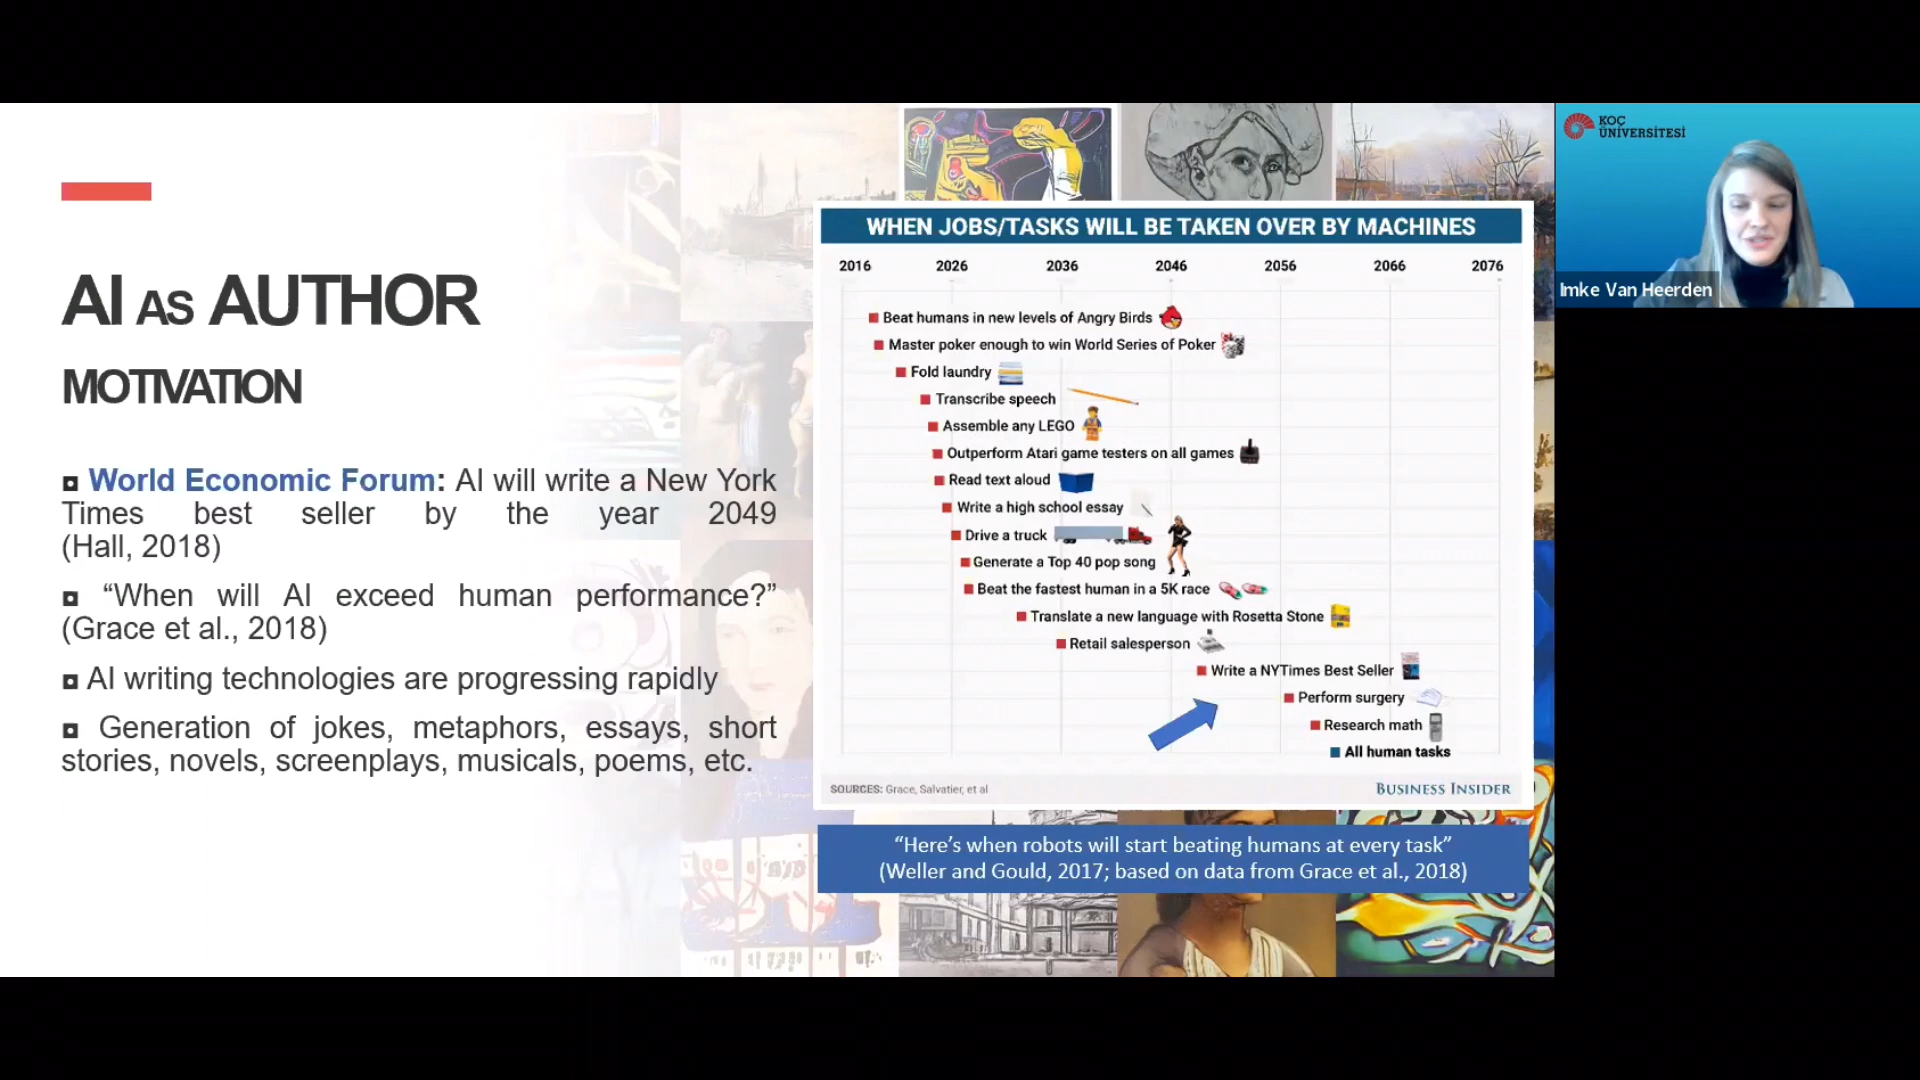 AI AS AUTHOR
MOTIVATION
World Economic Forum: AI will write a New York
Times best seller by the year 2049
(Hall, 2018)
“When will AI exceed human performance?”
(Grace et al., 2018)
AI writing technologies are progressing rapidly
Generation of jokes, metaphors, essays, short
stories, novels, screenplays, musicals, poems, etc.
WHEN JOBS/TASKS WILL BE TAKEN OVER BY MACHINES
2016 2026 2036 2046 2056 2066 2076
Beat humans in new levels of Angry Birds
Master poker enough to win World Series of Poker
Fold laundry
Transcribe speech
Assemble any LEGO
Outperform Atari game testers on all games
Read text aloud
Write a high school essay
Drive a truck
Generate a Top 40 pop song
Beat the fastest human in a 5K race
Translate a new language with Rosetta Stone
Retail salesperson
Write a NYTimes Best Seller
Perform surgery
Research math
All human tasks
SOURCES: Grace, Salvatier, et al
BUSINESS INSIDER
“Here’s when robots will start beating humans at every task”
(Weller and Gould, 2017; based on data from Grace et al., 2018)
KOÇ
ÜNİVERSİTESİ
Imke Van Heerden